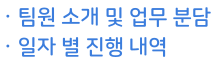 · 팀원 소개 및 업무 분담
· 일자 별 진행 내역